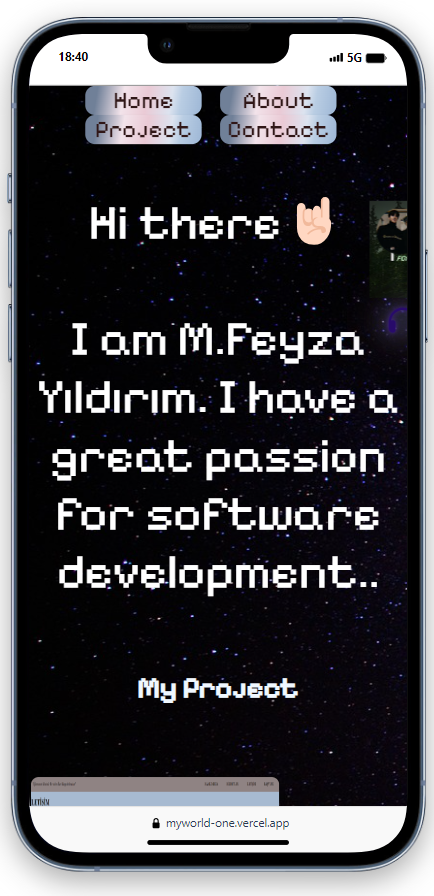 18:40
5G
Home About
Project Contact
Hi there 🤘🏻
I am M.Feyza
Yıldırım. I have a
great passion
for software
development..
My Project
myworld-one.vercel.app